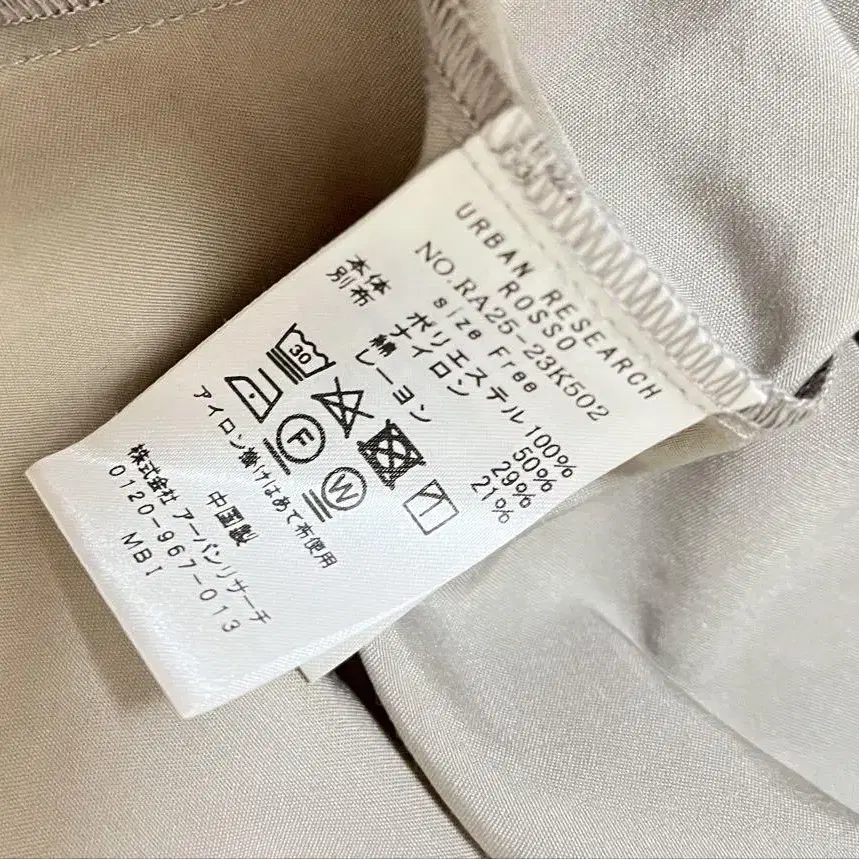 URBAN RESEARCH
ROSSO
NO.RA25-23K502
size Free
本体 ポリエステル 100%
別布 ナイロン 50%
絹 29%
レーヨン 21%
30
F
W
アイロン掛けはあて布使用
中国製
株式会社 アーバンリサーチ
0120-967-013
MBI